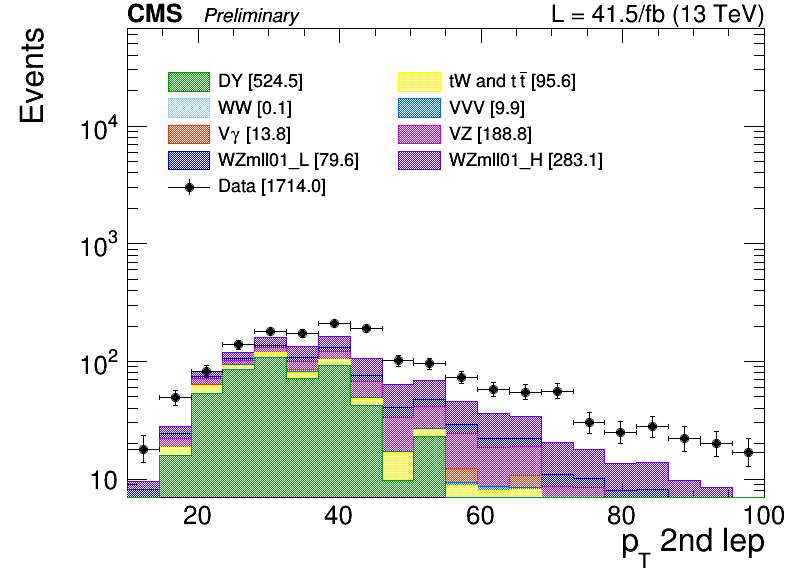 CMS Preliminary L = 41.5/fb (13 TeV)
Events
DY [524.5]
tW and tt̅ [95.6]
WW [0.1]
VVV [9.9]
Vγ [13.8]
VZ [188.8]
WZmll01_L [79.6]
WZmll01_H [283.1]
Data [1714.0]
10⁴
10³
10²
10
20 40 60 80 100
p_T 2nd lep